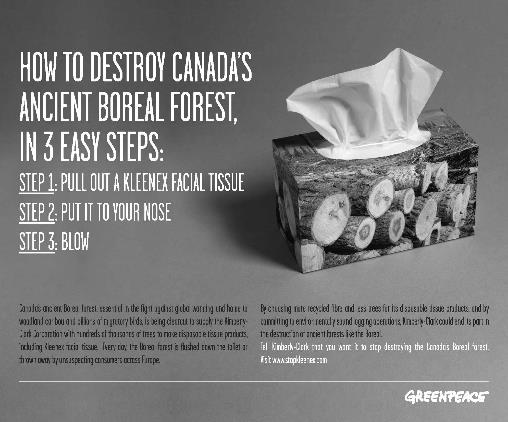 HOW TO DESTROY CANADA'S
ANCIENT BOREAL FOREST,
IN 3 EASY STEPS:
STEP 1: PULL OUT A KLEENEX FACIAL TISSUE
STEP 2: PUT IT TO YOUR NOSE
STEP 3: BLOW
Canada's ancient Boreal forest, essential in the fight against global warming and home to
woodland caribou and billions of migratory birds, is being clearcut to supply the Kimberly-
Clark Corporation with hundreds of thousands of trees to make disposable tissue products,
including Kleenex facial tissue. Every day, the Boreal forest is flushed down the toilet or
thrown away by unsuspecting consumers across Europe.
By choosing more recycled fibre and less trees for its disposable tissue products, and by
committing to environmentally sound logging operations, Kimberly-Clark could end its part in
the destruction of ancient forests like the Boreal.
Tell Kimberly-Clark that you want it to stop destroying the Canada's Boreal forest.
Visit www.stopkleenex.com
GREENPEACE